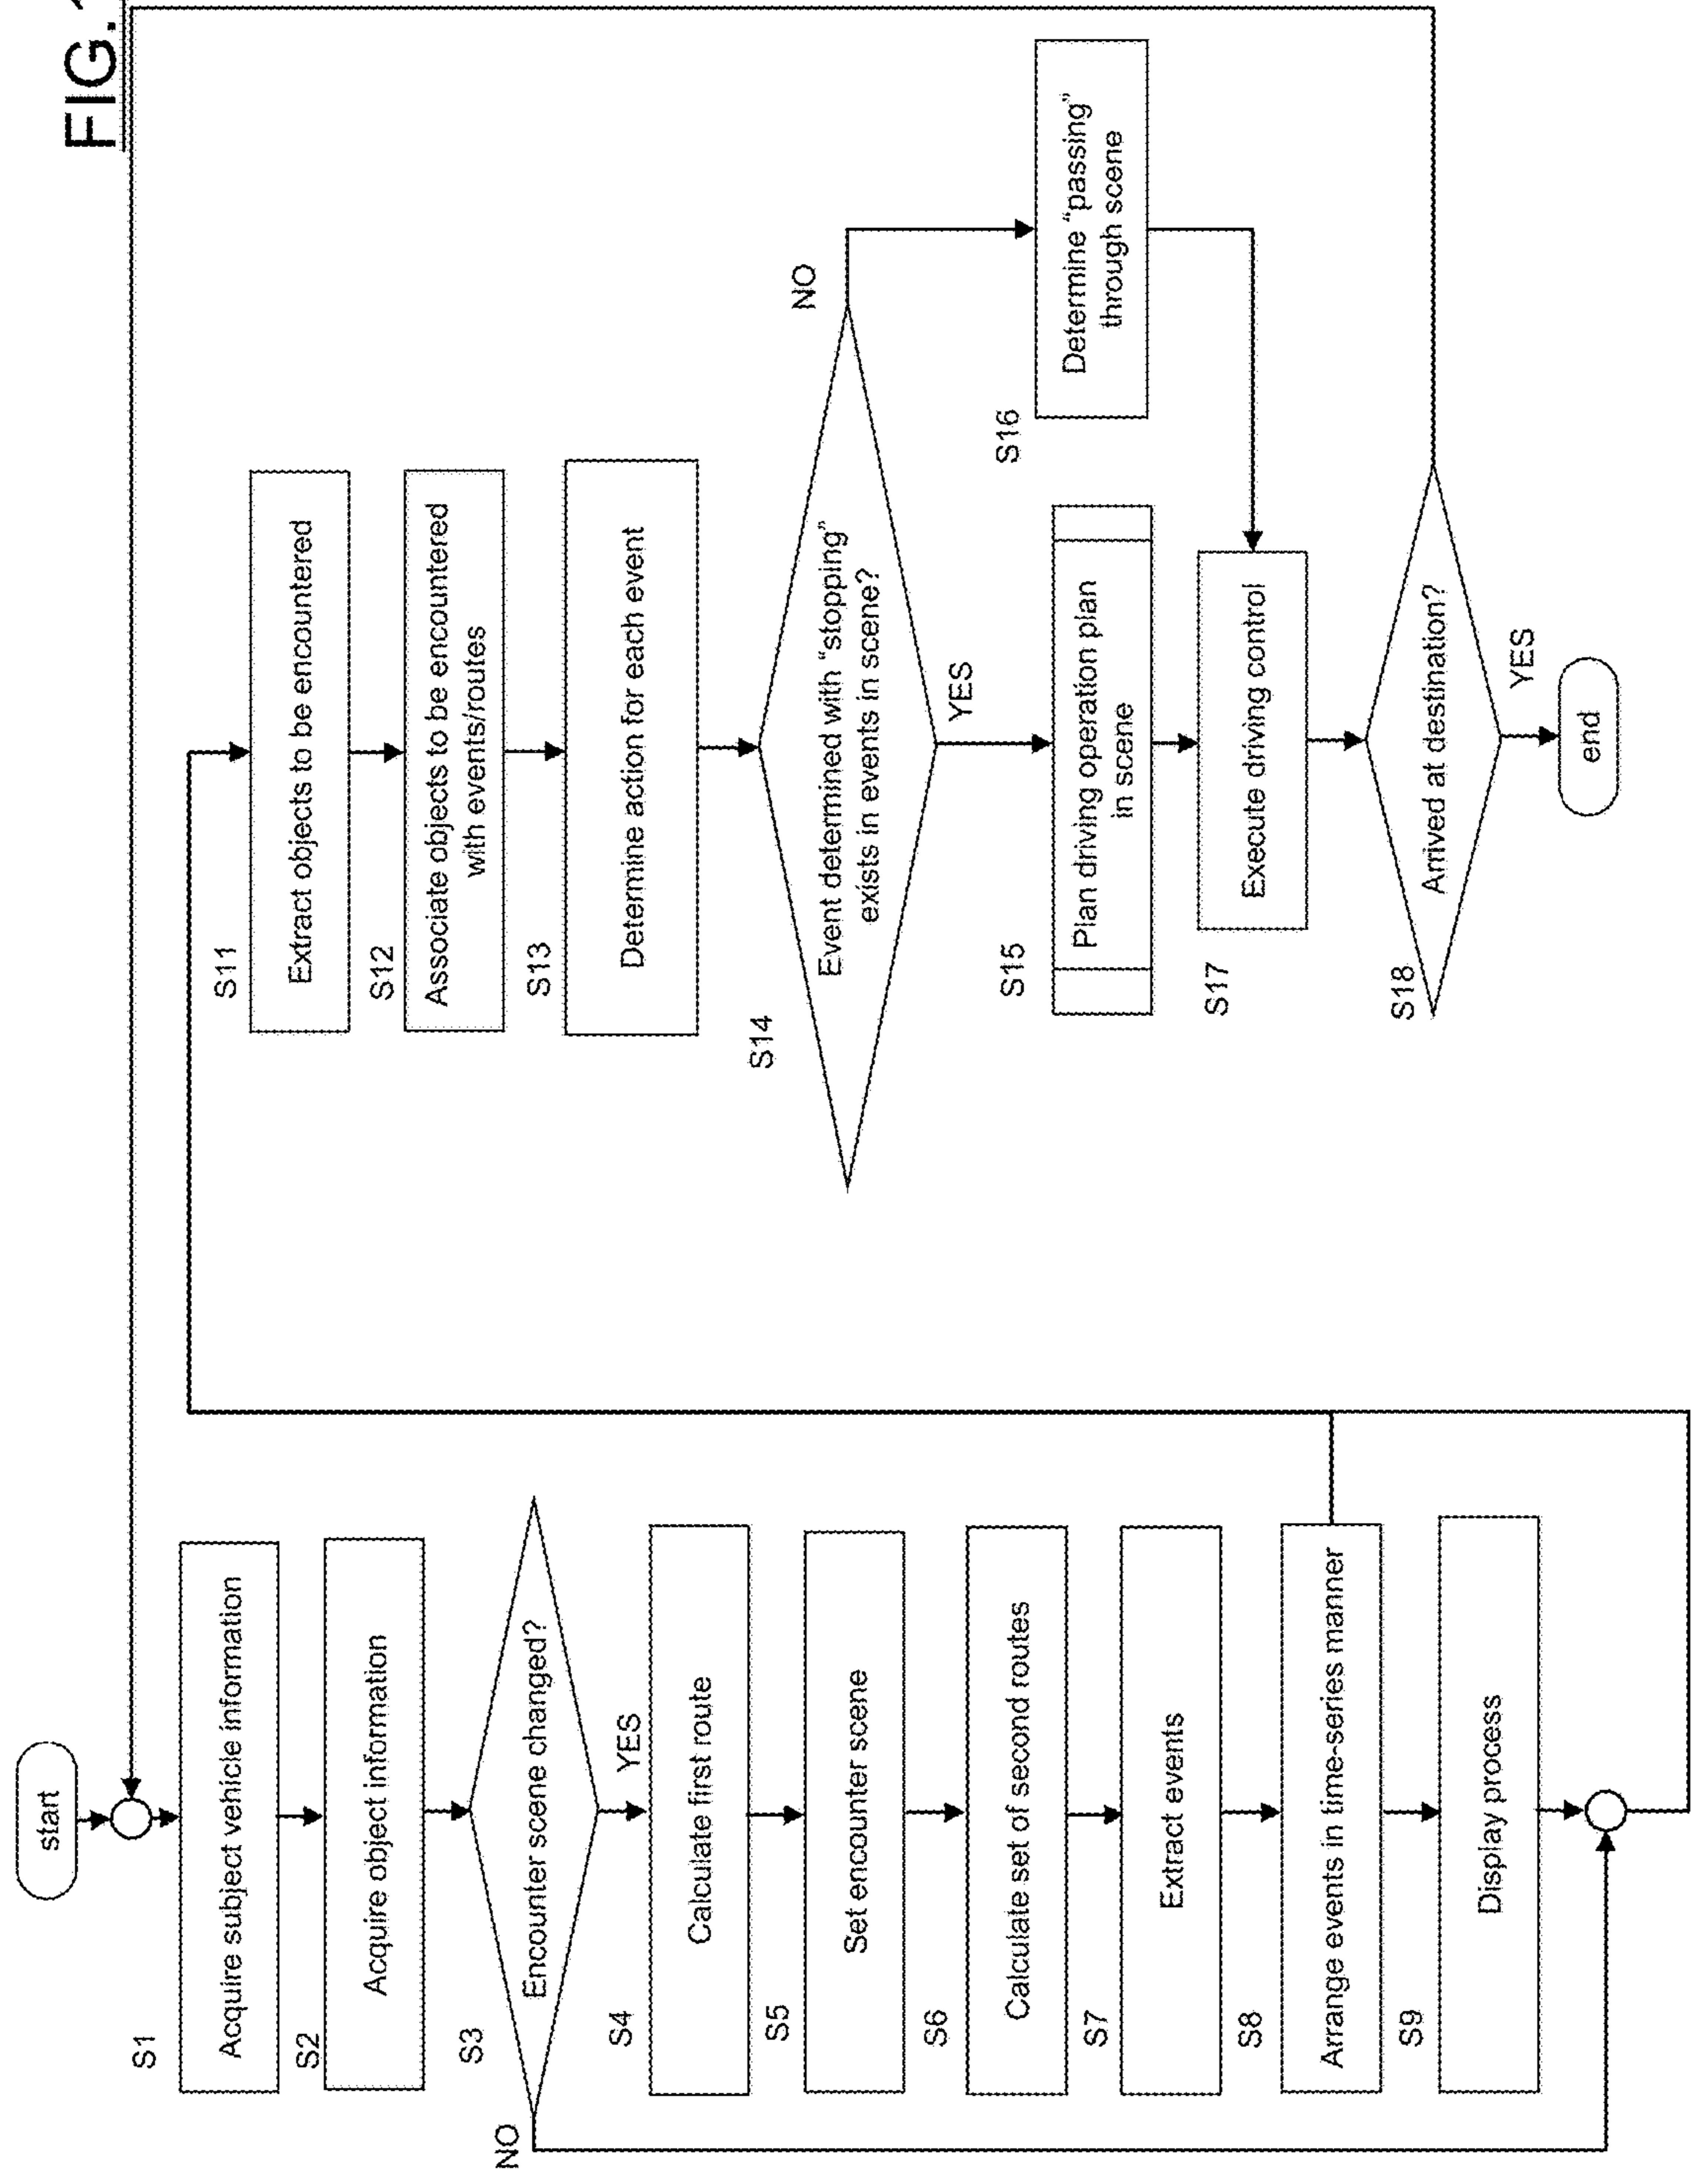 FIG.
start
S1
Acquire subject vehicle information
S2
Acquire object information
S3
Encounter scene changed?
NO
YES
S4
Calculate first route
S5
Set encounter scene
S6
Calculate set of second routes
S7
Extract events
S8
Arrange events in time-series manner
S9
Display process
S11
Extract objects to be encountered
S12
Associate objects to be encountered
with events/routes
S13
Determine action for each event
S14
Event determined with “stopping”
exists in events in scene?
NO
YES
S15
Plan driving operation plan
in scene
S16
Determine “passing”
through scene
S17
Execute driving control
S18
Arrived at destination?
YES
end